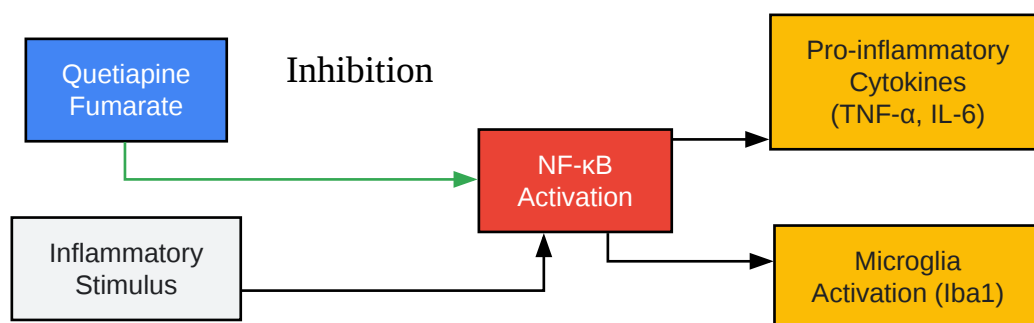 Quetiapine
Fumarate
Inhibition
Pro-inflammatory
Cytokines
(TNF-α, IL-6)
NF-κB
Activation
Inflammatory
Stimulus
Microglia
Activation (Iba1)